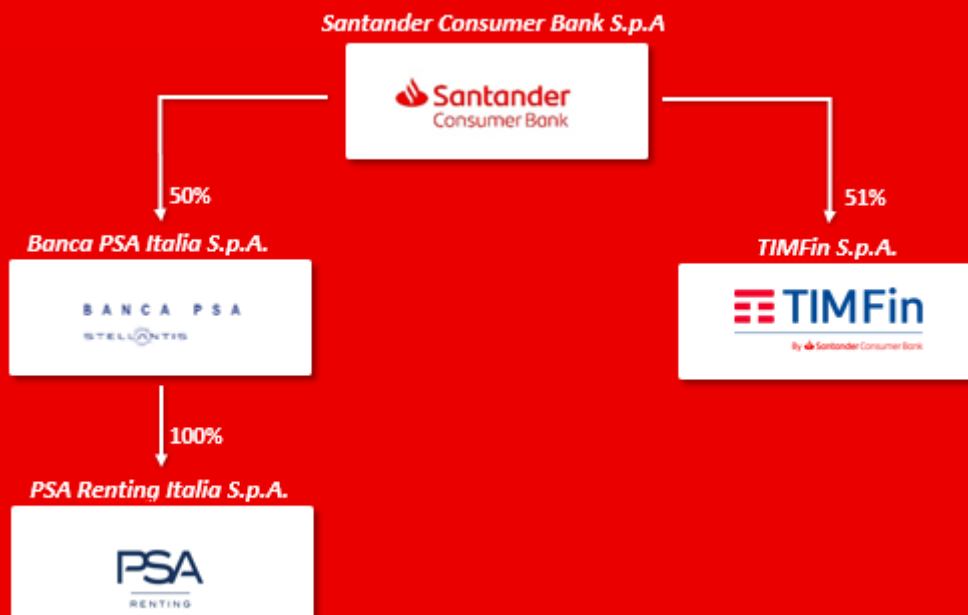 Santander Consumer Bank S.p.A
Santander
Consumer Bank
50%
51%
Banca PSA Italia S.p.A.
TIMFin S.p.A.
BANCA PSA
STELLANTIS
TIMFin
By Santander Consumer Bank
100%
PSA Renting Italia S.p.A.
PSA
RENTING